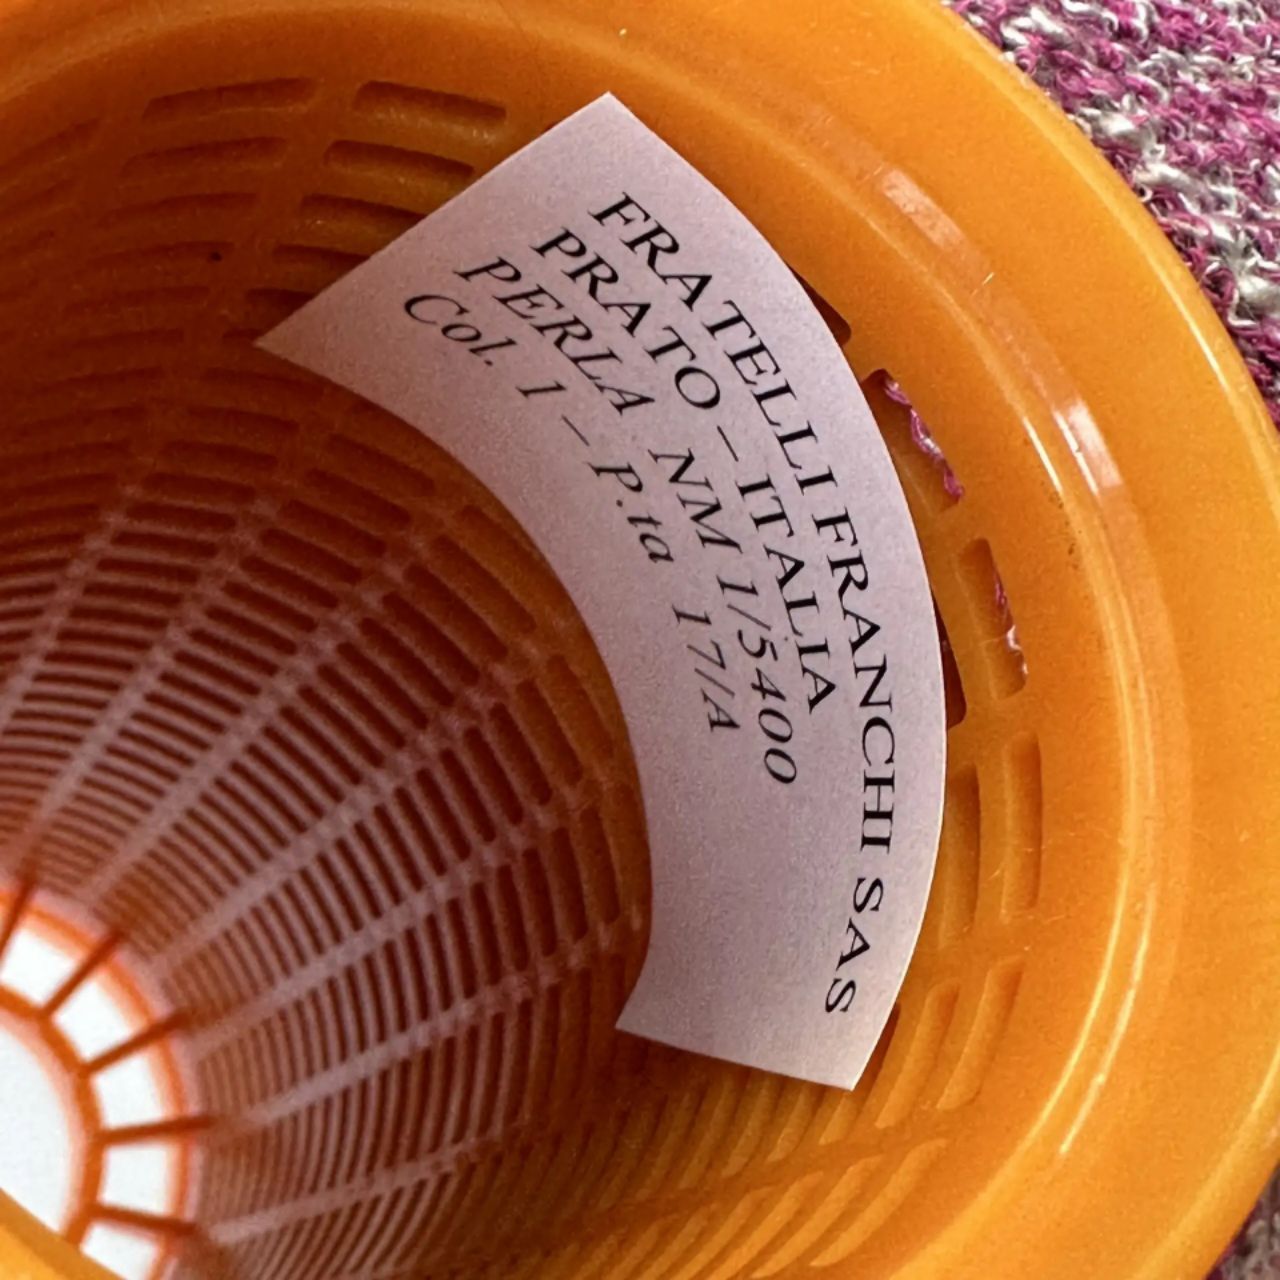 FRATELLI FRANCHI SAS
PRATO – ITALIA
PERLA NM 1/5400
Col. 1 – P.ta 17/A